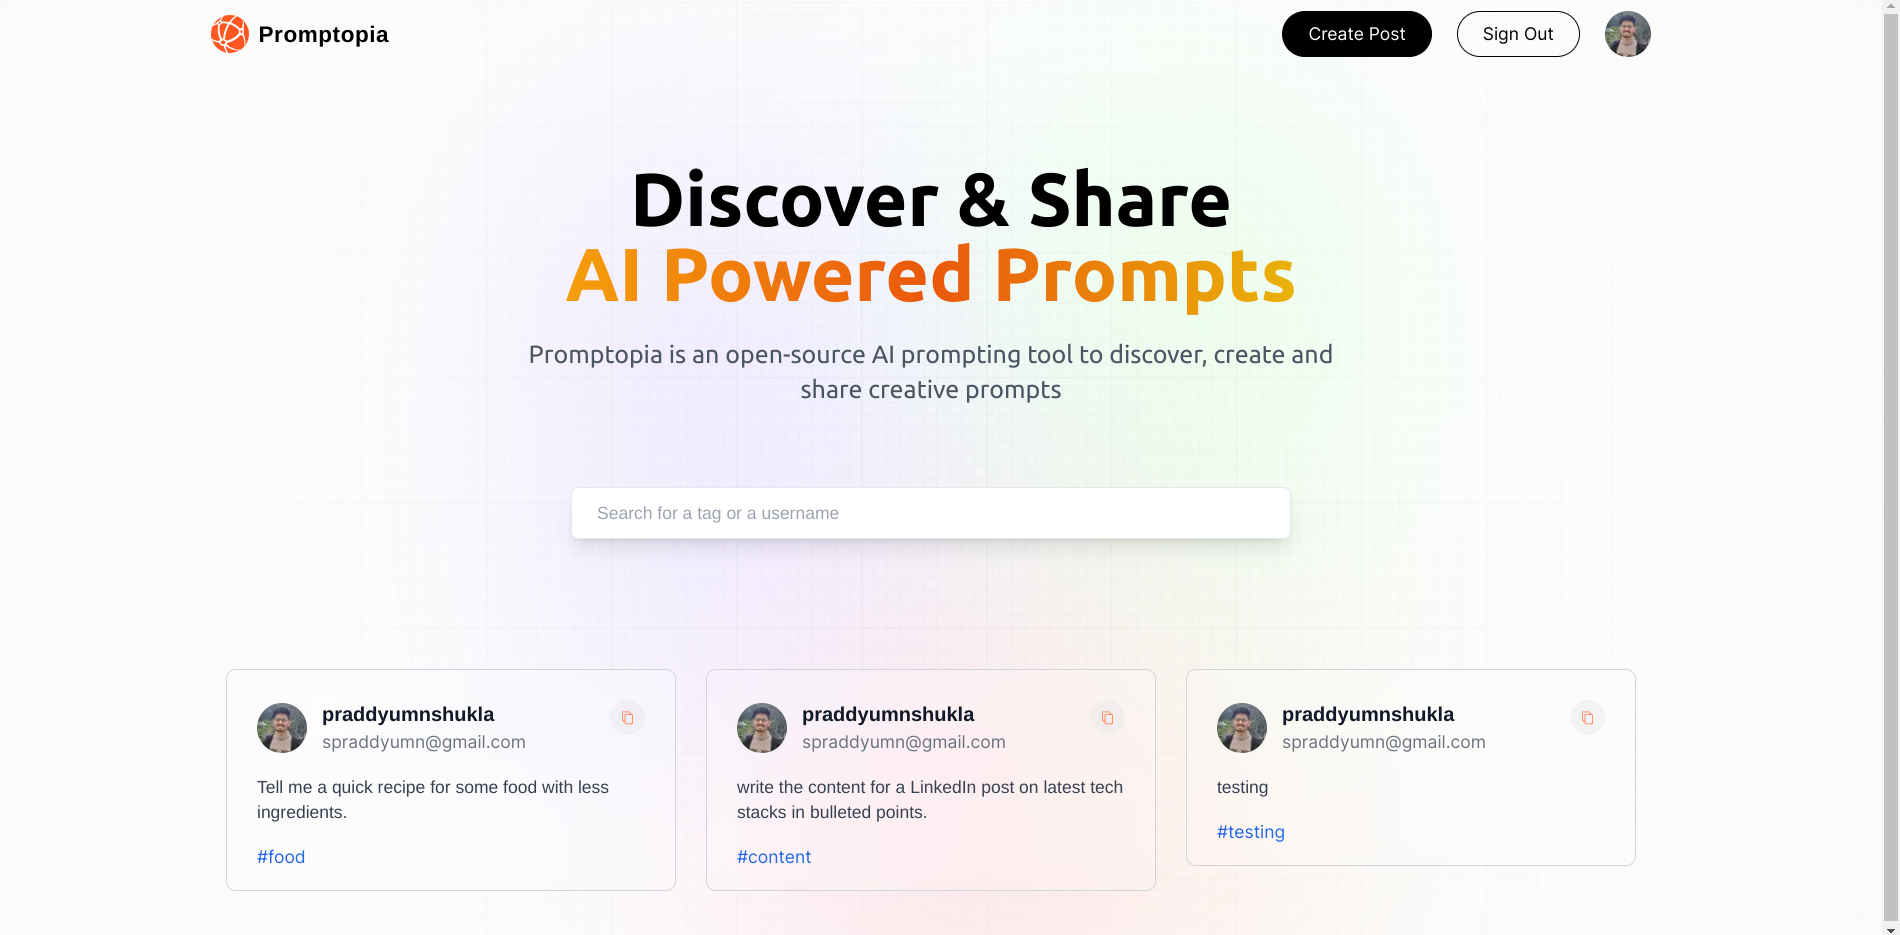 Promptopia
Create Post
Sign Out
Discover & Share
AI Powered Prompts
Promptopia is an open-source AI prompting tool to discover, create and
share creative prompts
Search for a tag or a username
praddyumnshukla
spraddyumn@gmail.com
Tell me a quick recipe for some food with less
ingredients.
#food
praddyumnshukla
spraddyumn@gmail.com
write the content for a LinkedIn post on latest tech
stacks in bulleted points.
#content
praddyumnshukla
spraddyumn@gmail.com
testing
#testing